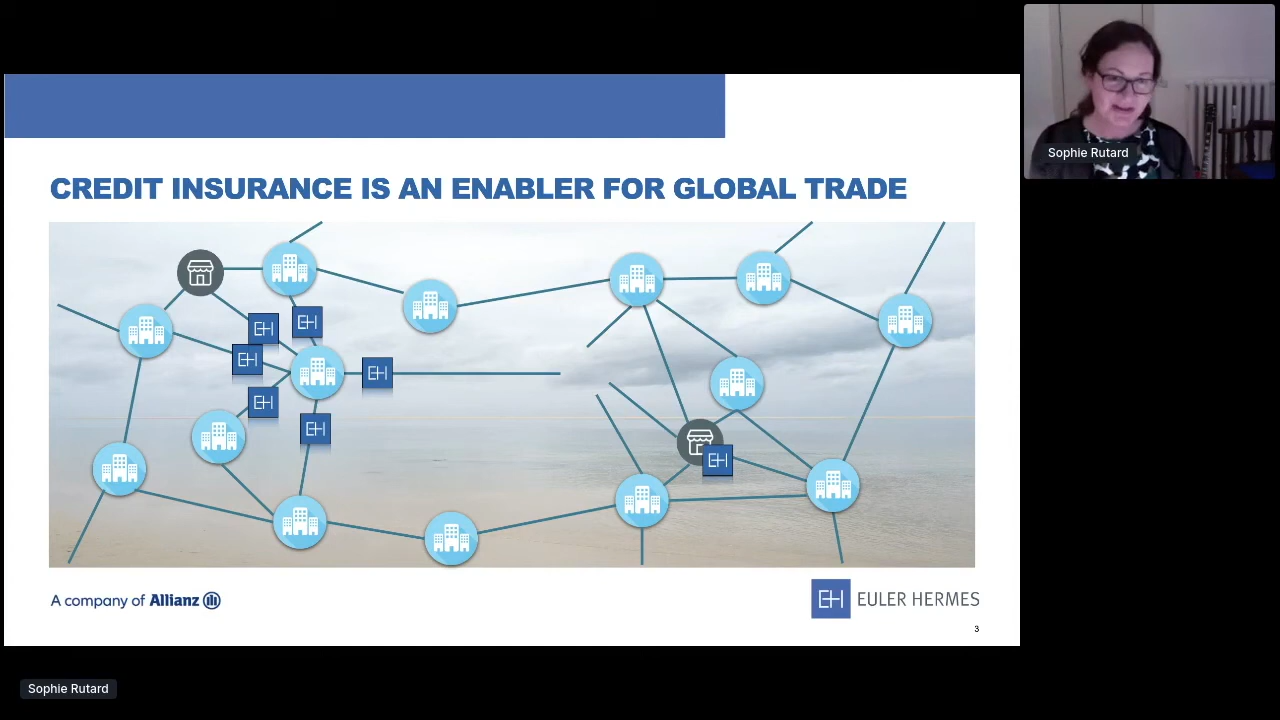 Sophie Rutard
CREDIT INSURANCE IS AN ENABLER FOR GLOBAL TRADE
EH
EH
EH
EH
EH
EH
EH
A company of Allianz
EH EULER HERMES
3
Sophie Rutard